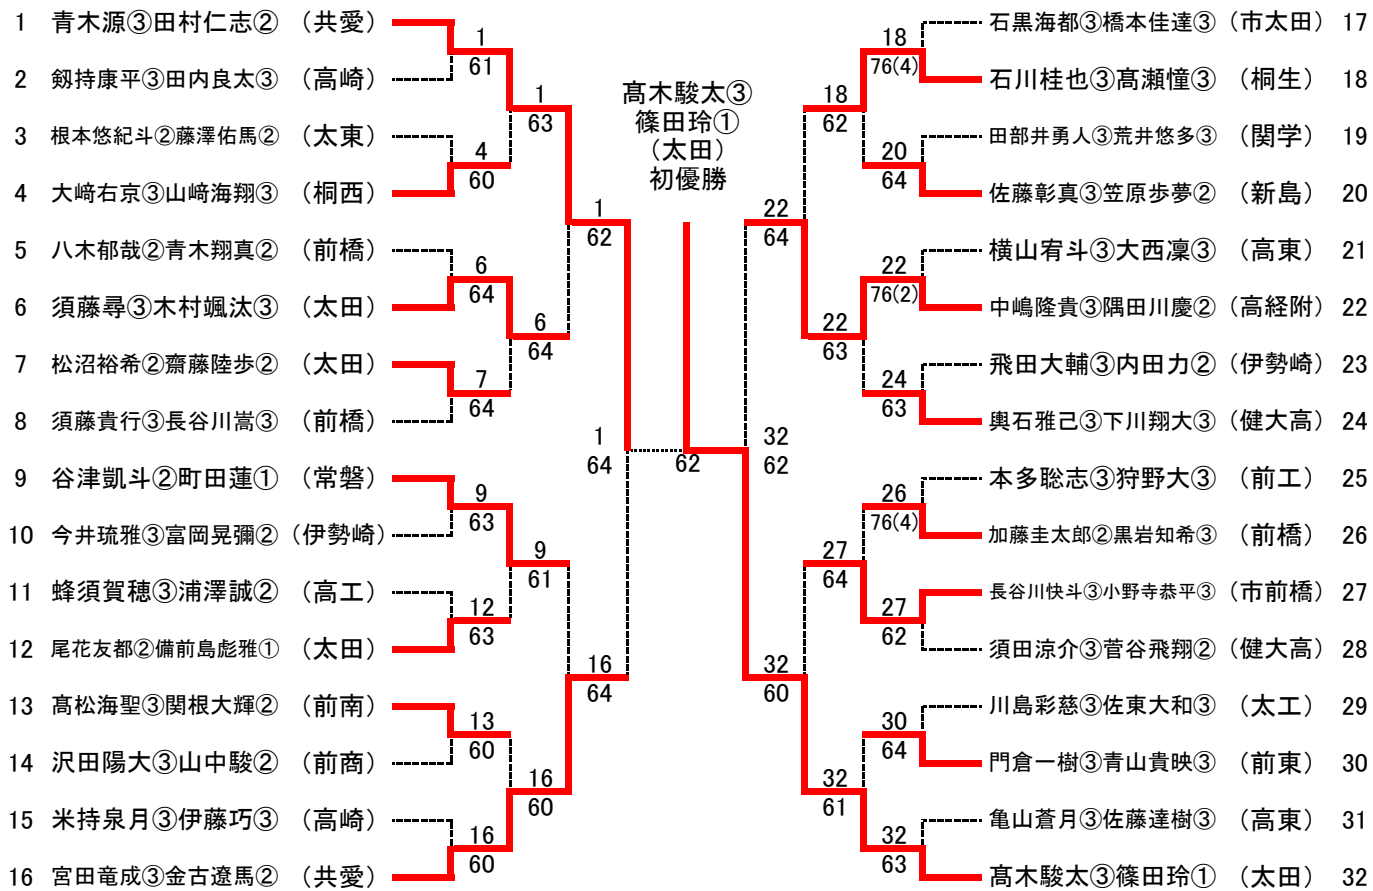 1 青木源③田村仁志② （共愛）
2 剱持康平③田内良太③ （高崎）
3 根本悠紀斗②藤澤佑馬② （太東）
4 大﨑右京③山﨑海翔③ （桐西）
5 八木郁哉②青木翔真② （前橋）
6 須藤尋③木村颯汰③ （太田）
7 松沼裕希②齋藤陸歩② （太田）
8 須藤貴行③長谷川嵩③ （前橋）
9 谷津凱斗②町田蓮① （常磐）
10 今井琉雅③富岡晃彌② （伊勢崎）
11 蜂須賀穂③浦澤誠② （高工）
12 尾花友都②備前島彪雅① （太田）
13 髙松海聖③関根大輝② （前南）
14 沢田陽大③山中駿② （前商）
15 米持泉月③伊藤巧③ （高崎）
16 宮田竜成③金古遼馬② （共愛）
1
61
4
60
6
64
7
64
9
63
12
63
13
60
16
60
1
63
6
64
9
61
16
60
1
62
16
64
1
64
髙木駿太③
篠田玲①
（太田）
初優勝
62
32
62
22
64
32
60
18
62
22
63
27
64
32
61
18
76(4)
20
64
22
76(2)
24
63
26
76(4)
27
62
30
64
32
63
石黒海都③橋本佳達③ （市太田） 17
石川桂也③髙瀬憧③ （桐生） 18
田部井勇人③荒井悠多③ （関学） 19
佐藤彰真③笠原歩夢② （新島） 20
横山宥斗③大西凜③ （高東） 21
中嶋隆貴③隅田川慶② （高経附） 22
飛田大輔③内田力② （伊勢崎） 23
輿石雅己③下川翔大③ （健大高） 24
本多聡志③狩野大③ （前工） 25
加藤圭太郎②黒岩知希③ （前橋） 26
長谷川快斗③小野寺恭平③ （市前橋） 27
須田涼介③菅谷飛翔② （健大高） 28
川島彩慈③佐東大和③ （太工） 29
門倉一樹③青山貴映③ （前東） 30
亀山蒼月③佐藤達樹③ （高東） 31
髙木駿太③篠田玲① （太田） 32